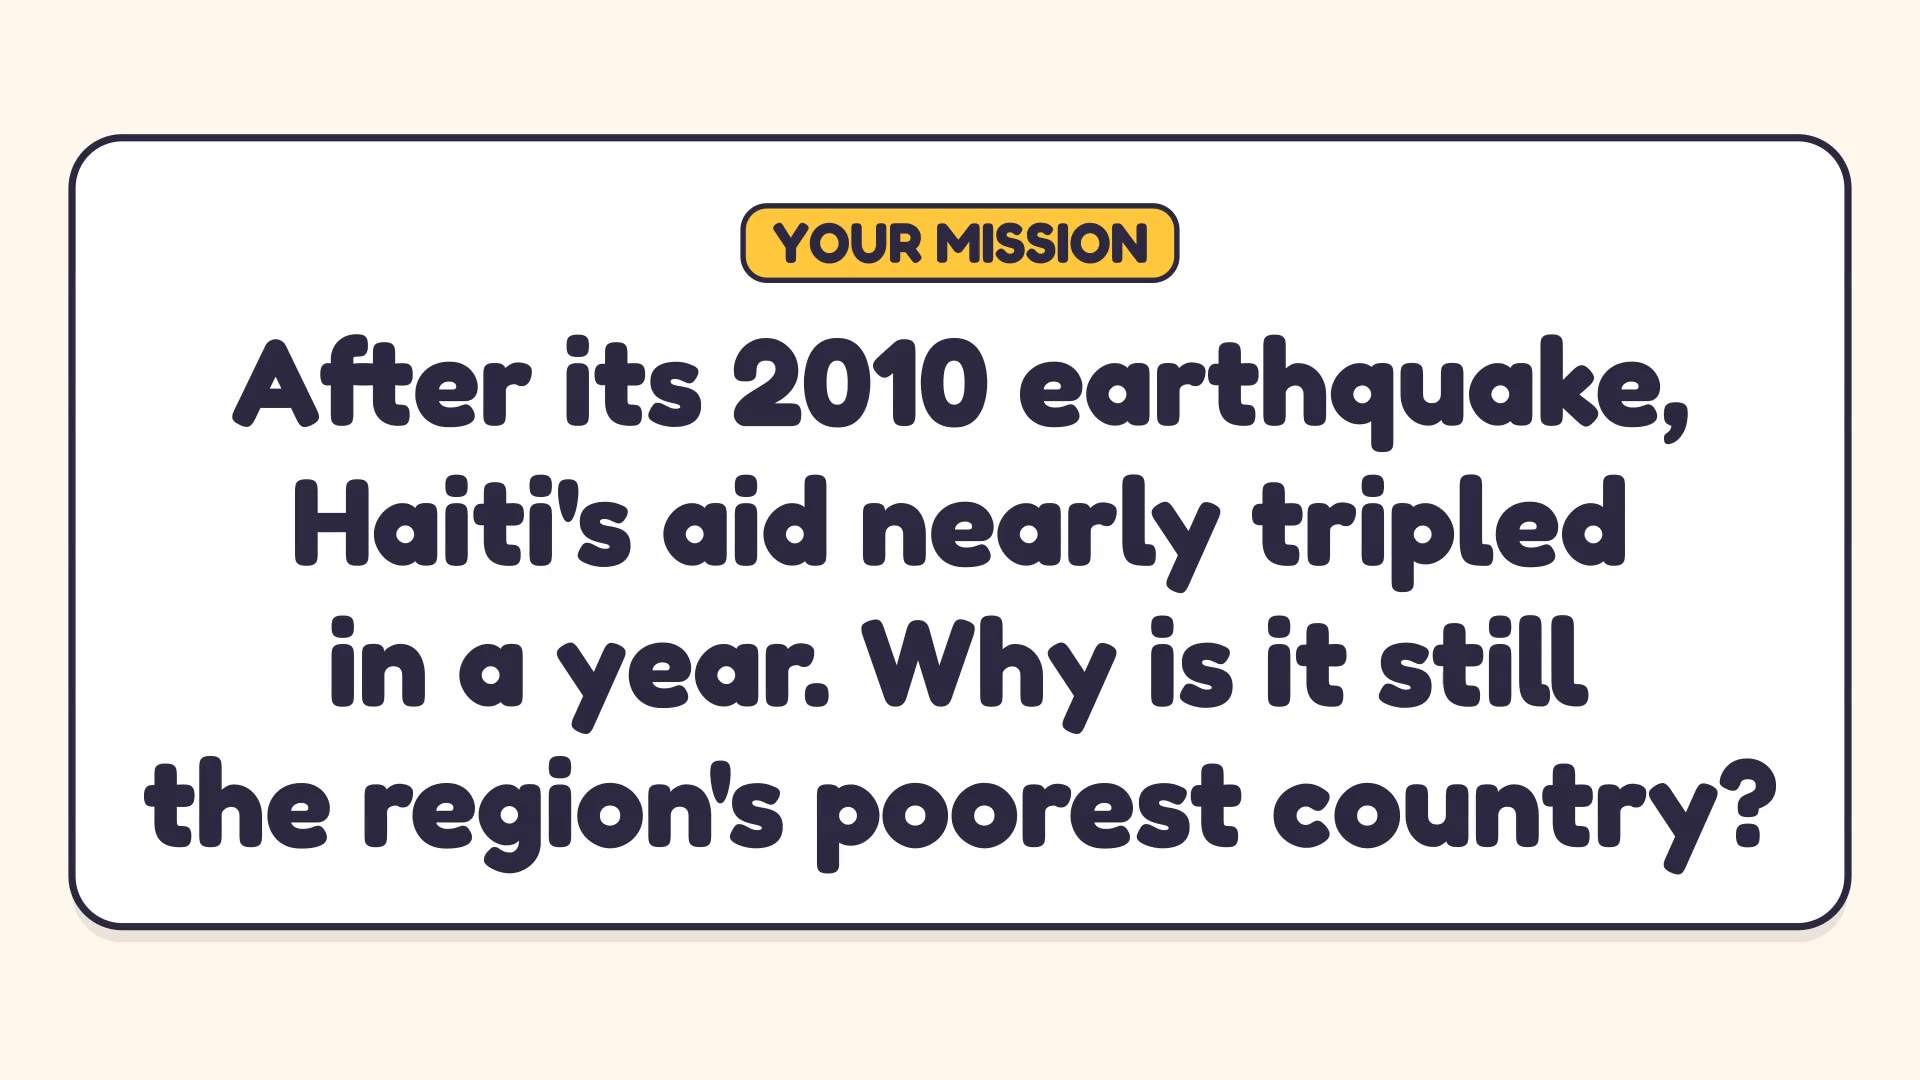 YOUR MISSION
After its 2010 earthquake,
Haiti's aid nearly tripled
in a year. Why is it still
the region's poorest country?